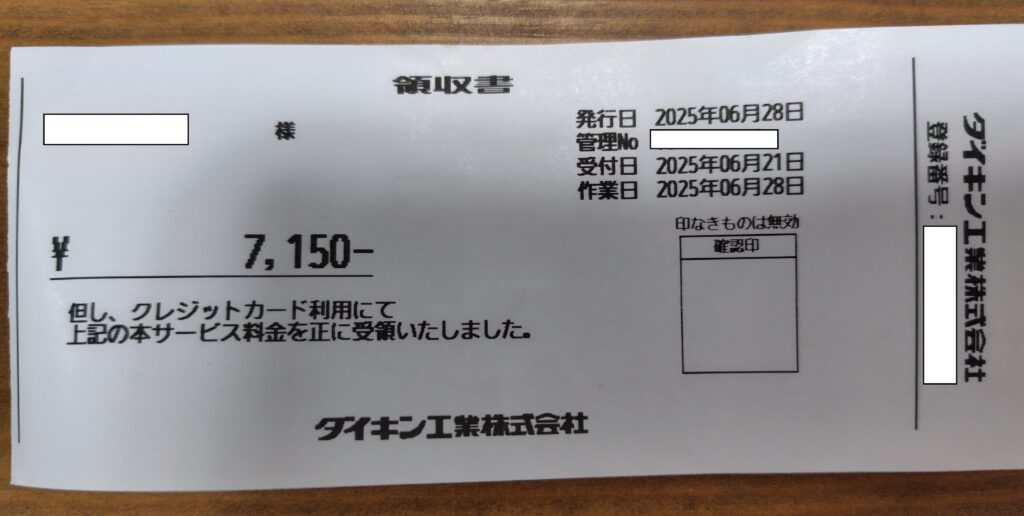 領収書
様
発行日 2025年06月28日
管理No
受付日 2025年06月21日
作業日 2025年06月28日
¥ 7,150−
印なきものは無効
確認印
但し、クレジットカード利用にて
上記の本サービス料金を正に受領いたしました。
ダイキン工業株式会社
ダイキン工業株式会社
登録番号: